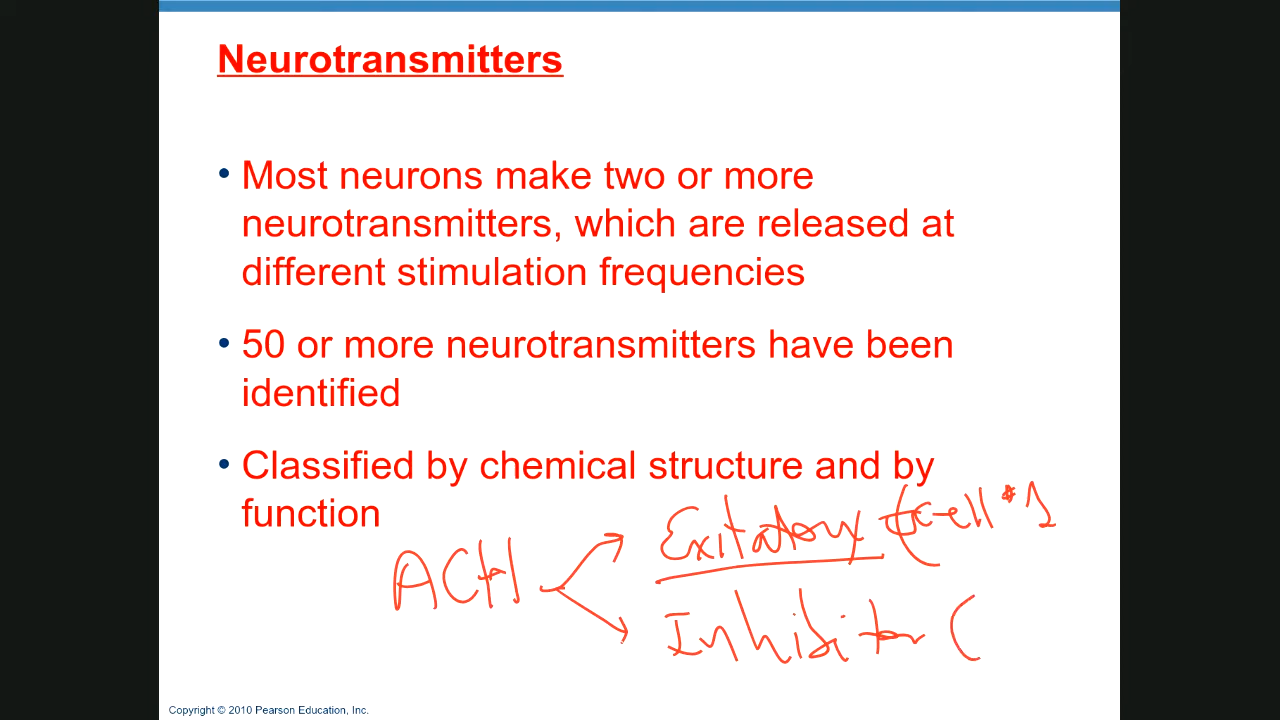 Neurotransmitters
• Most neurons make two or more
neurotransmitters, which are released at
different stimulation frequencies
• 50 or more neurotransmitters have been
identified
• Classified by chemical structure and by
function
ACH
Exitatory (cell *1
Inhibitor (
Copyright © 2010 Pearson Education, Inc.